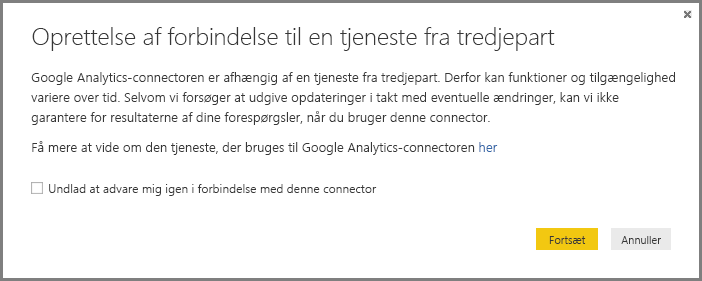 Oprettelse af forbindelse til en tjeneste fra tredjepart
Google Analytics-connectoren er afhængig af en tjeneste fra tredjepart. Derfor kan funktioner og tilgængelighed
variere over tid. Selvom vi forsøger at udgive opdateringer i takt med eventuelle ændringer, kan vi ikke
garantere for resultaterne af dine forespørgsler, når du bruger denne connector.
Få mere at vide om den tjeneste, der bruges til Google Analytics-connectoren her
Undlad at advare mig igen i forbindelse med denne connector
Fortsæt Annuller